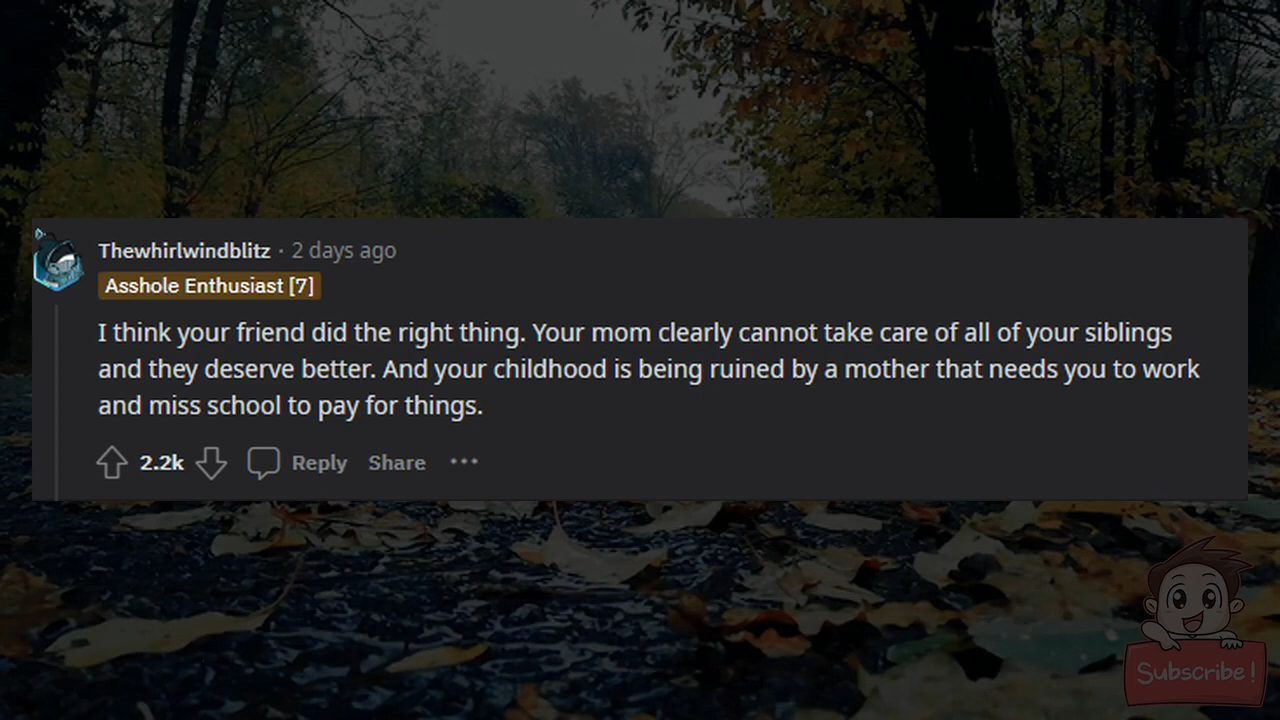 Thewhirlwindblitz · 2 days ago
Asshole Enthusiast [7]
I think your friend did the right thing. Your mom clearly cannot take care of all of your siblings
and they deserve better. And your childhood is being ruined by a mother that needs you to work
and miss school to pay for things.
2.2k Reply Share ···
Subscribe!